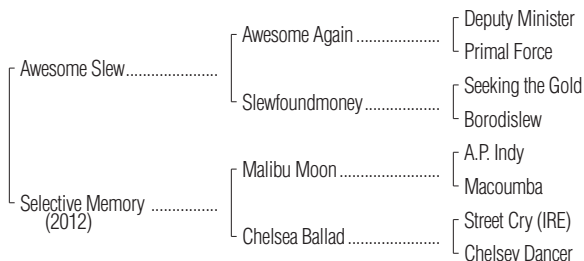 Deputy Minister
Awesome Again ....................
Primal Force
Awesome Slew ......................
Seeking the Gold
Slewfoundmoney ..................
Borodislew
A.P. Indy
Malibu Moon ........................
Macoumba
Selective Memory ................
(2012)
Street Cry (IRE)
Chelsea Ballad .....................
Chelsey Dancer